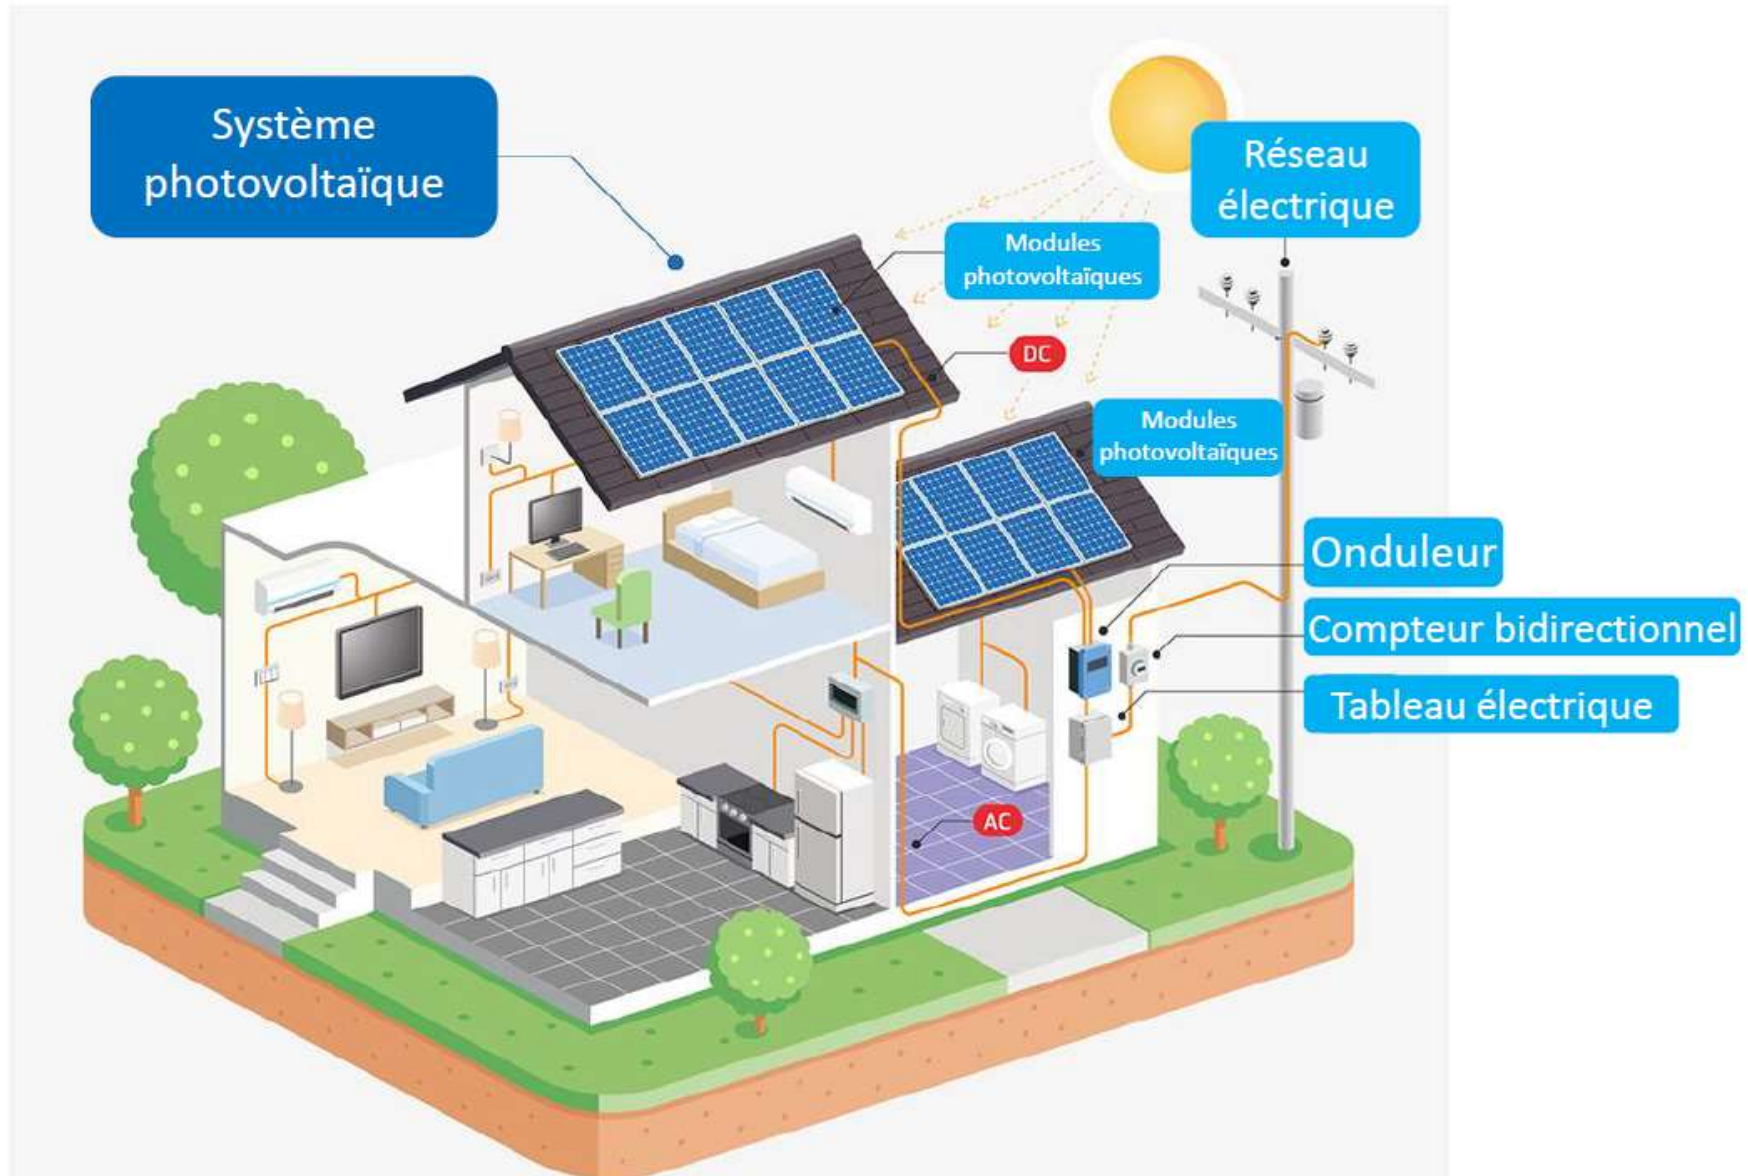 Système
photovoltaïque
Réseau
électrique
Modules
photovoltaïques
DC
Modules
photovoltaïques
Onduleur
Compteur bidirectionnel
Tableau électrique
AC